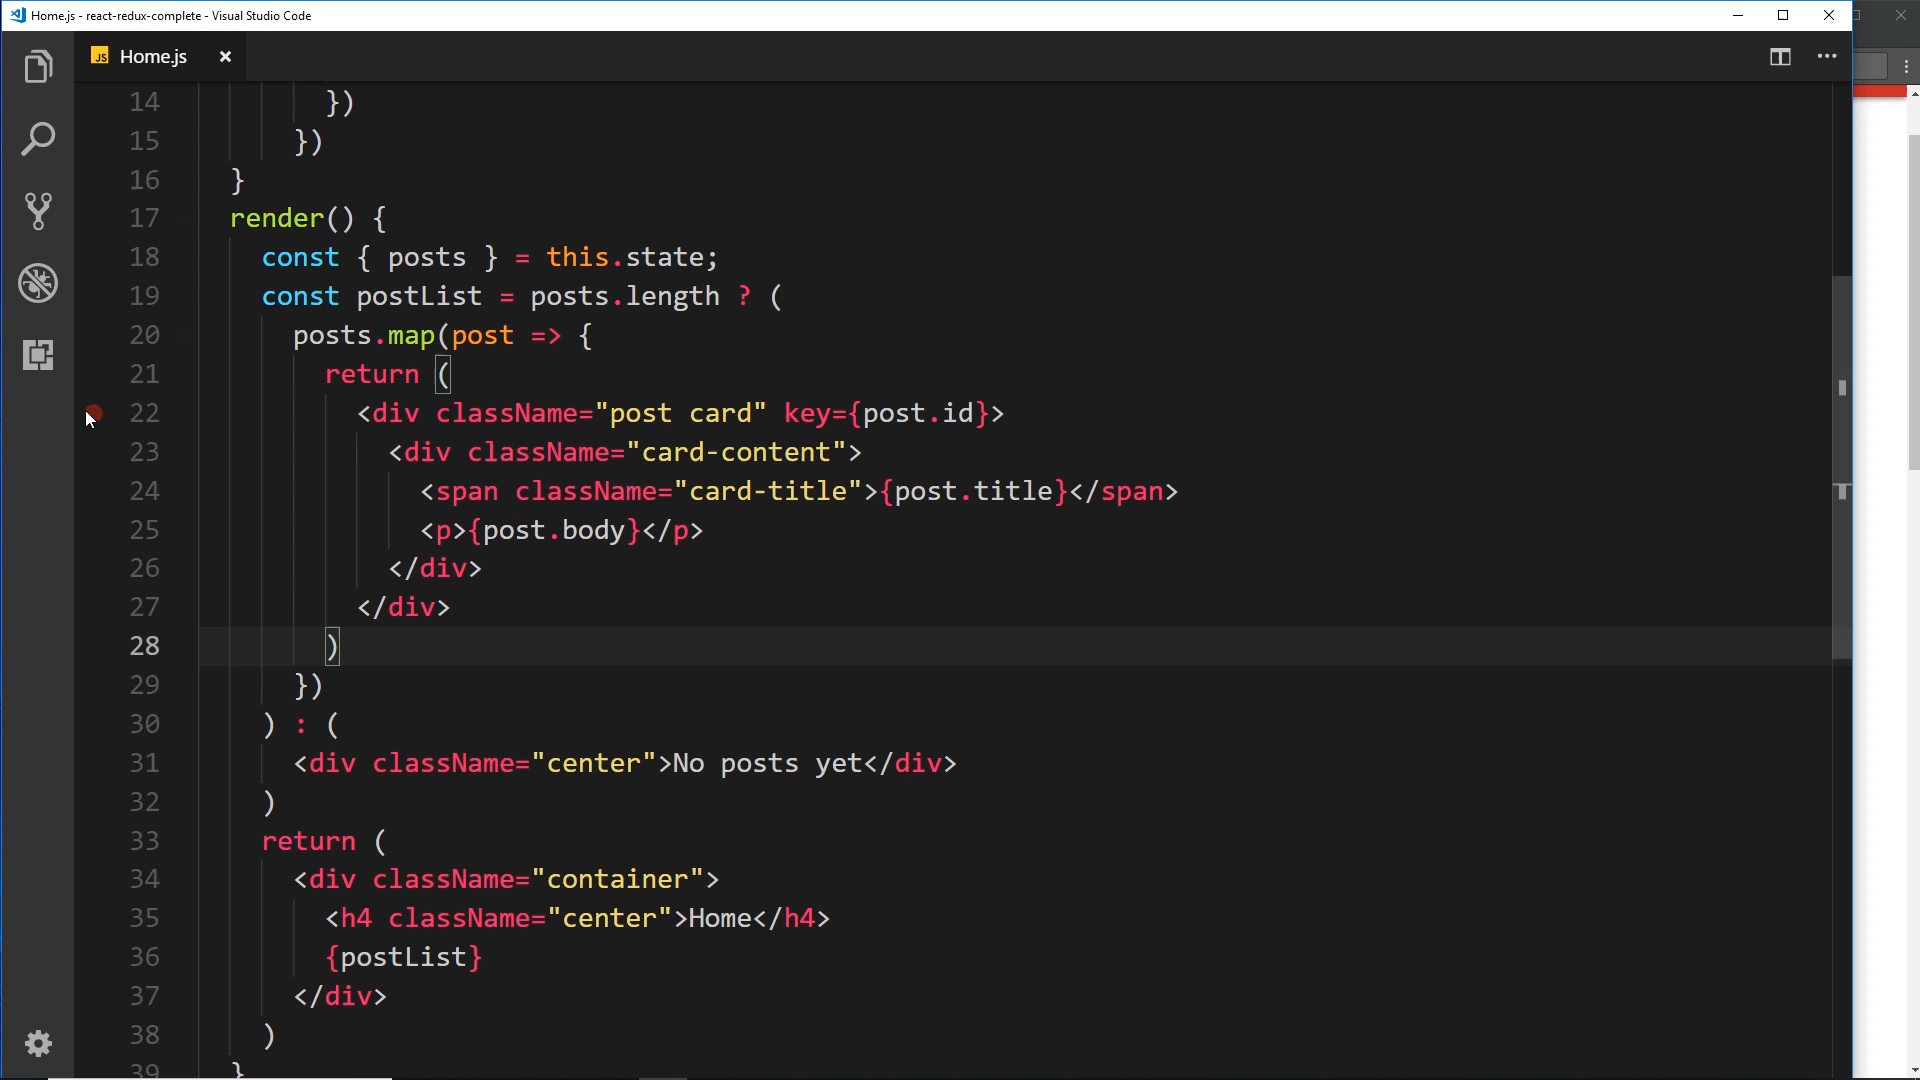 Home.js - react-redux-complete - Visual Studio Code
JS Home.js
14 })
15 })
16 }
17 render() {
18 const { posts } = this.state;
19 const postList = posts.length ? (
20 posts.map(post => {
21 return (
22 <div className="post card" key={post.id}>
23 <div className="card-content">
24 <span className="card-title">{post.title}</span>
25 <p>{post.body}</p>
26 </div>
27 </div>
28 )
29 })
30 ) : (
31 <div className="center">No posts yet</div>
32 )
33 return (
34 <div className="container">
35 <h4 className="center">Home</h4>
36 {postList}
37 </div>
38 )
39 }